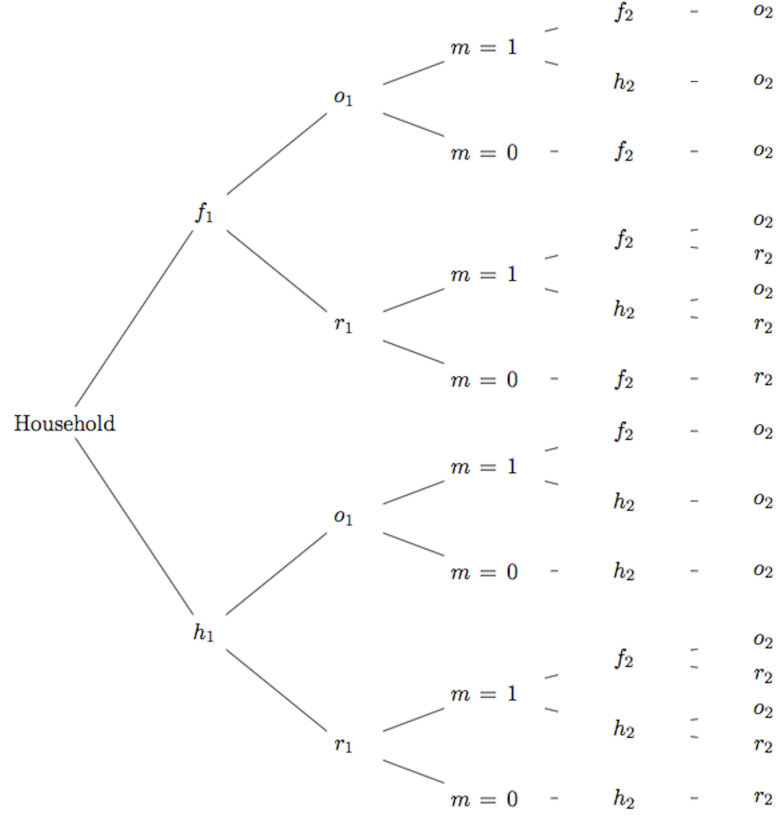 f₂ – o₂
m = 1
h₂ – o₂
o₁
m = 0 – f₂ – o₂
f₁
o₂
f₂
r₂
m = 1
o₂
h₂
r₂
r₁
m = 0 – f₂ – r₂
Household
f₂ – o₂
m = 1
h₂ – o₂
o₁
m = 0 – h₂ – o₂
h₁
o₂
f₂
r₂
m = 1
o₂
h₂
r₂
r₁
m = 0 – h₂ – r₂